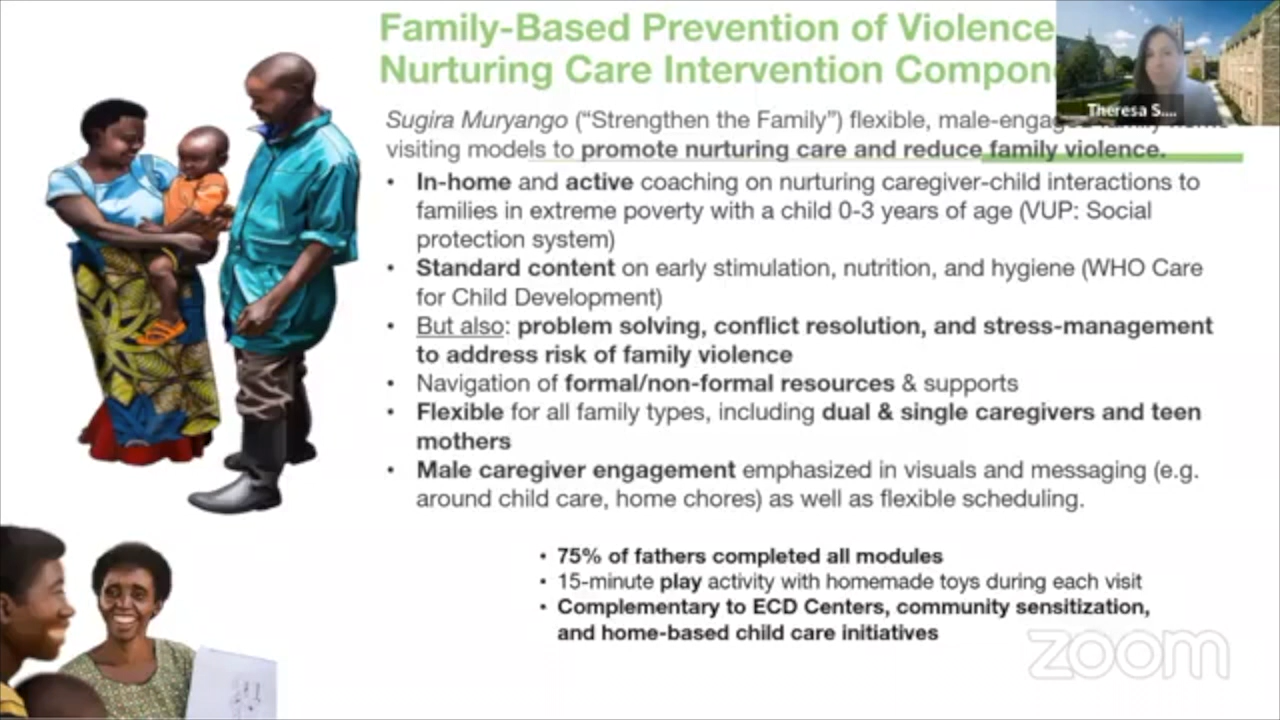 Family-Based Prevention of Violence
Nurturing Care Intervention Compon
Theresa S....
Sugira Muryango (“Strengthen the Family”) flexible, male-engaged
visiting models to promote nurturing care and reduce family violence.
• In-home and active coaching on nurturing caregiver-child interactions to
families in extreme poverty with a child 0-3 years of age (VUP: Social
protection system)
• Standard content on early stimulation, nutrition, and hygiene (WHO Care
for Child Development)
• But also: problem solving, conflict resolution, and stress-management
to address risk of family violence
• Navigation of formal/non-formal resources & supports
• Flexible for all family types, including dual & single caregivers and teen
mothers
• Male caregiver engagement emphasized in visuals and messaging (e.g.
around child care, home chores) as well as flexible scheduling.
• 75% of fathers completed all modules
• 15-minute play activity with homemade toys during each visit
• Complementary to ECD Centers, community sensitization,
and home-based child care initiatives
zoom